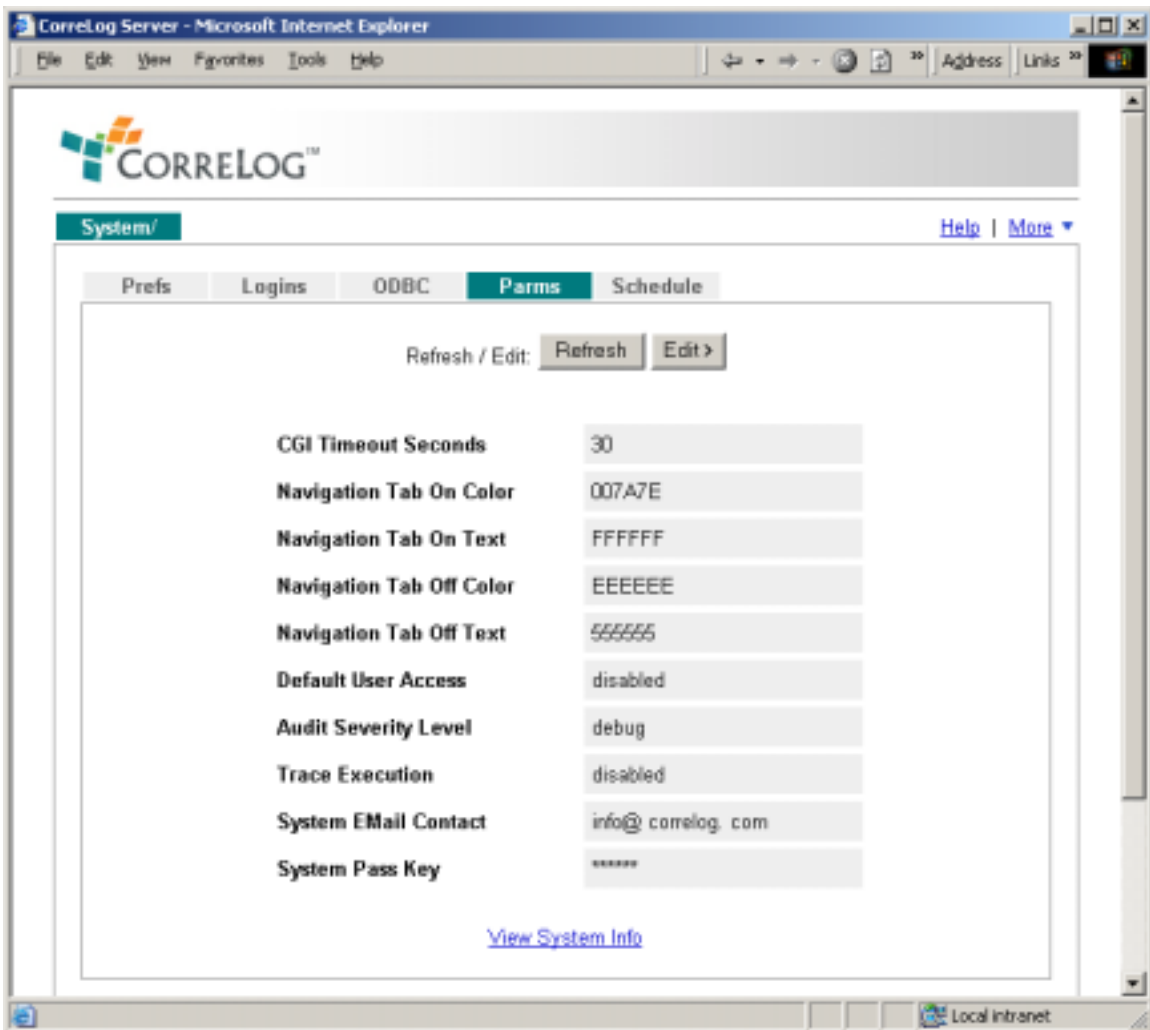 CorreLog Server - Microsoft Internet Explorer
File Edit View Favorites Tools Help » Address Links »
CORRELOG™
System/ Help | More
Prefs Logins ODBC Parms Schedule
Refresh / Edit: Refresh Edit >
CGI Timeout Seconds 30
Navigation Tab On Color 007A7E
Navigation Tab On Text FFFFFF
Navigation Tab Off Color EEEEEE
Navigation Tab Off Text 555555
Default User Access disabled
Audit Severity Level debug
Trace Execution disabled
System EMail Contact info@ correlog. com
System Pass Key ******
View System Info
Local intranet